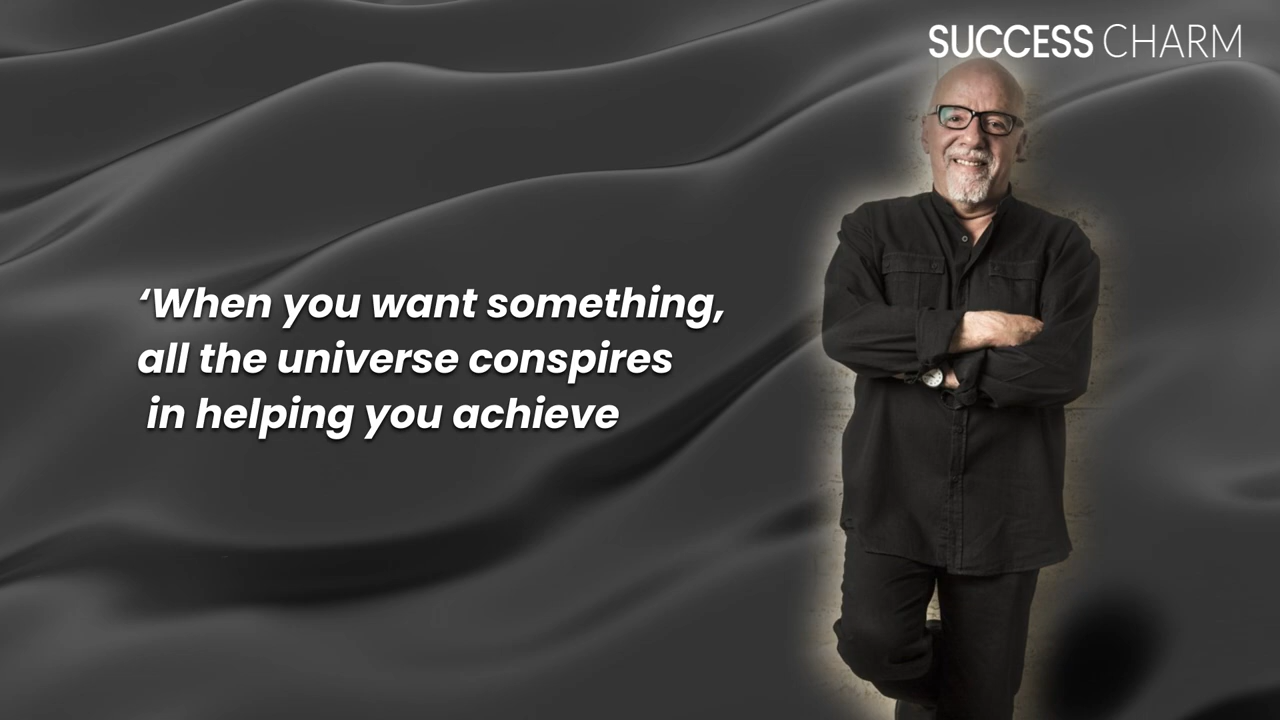 SUCCESS CHARM
‘When you want something,
all the universe conspires
in helping you achieve